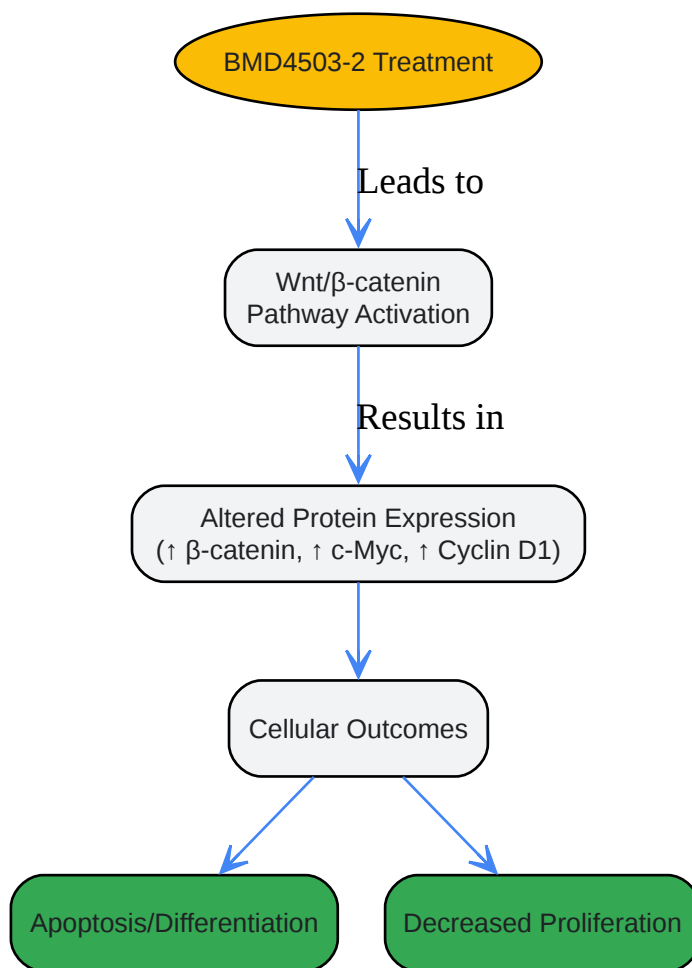 BMD4503-2 Treatment
Leads to
Wnt/β-catenin
Pathway Activation
Results in
Altered Protein Expression
(↑ β-catenin, ↑ c-Myc, ↑ Cyclin D1)
Cellular Outcomes
Apoptosis/Differentiation
Decreased Proliferation